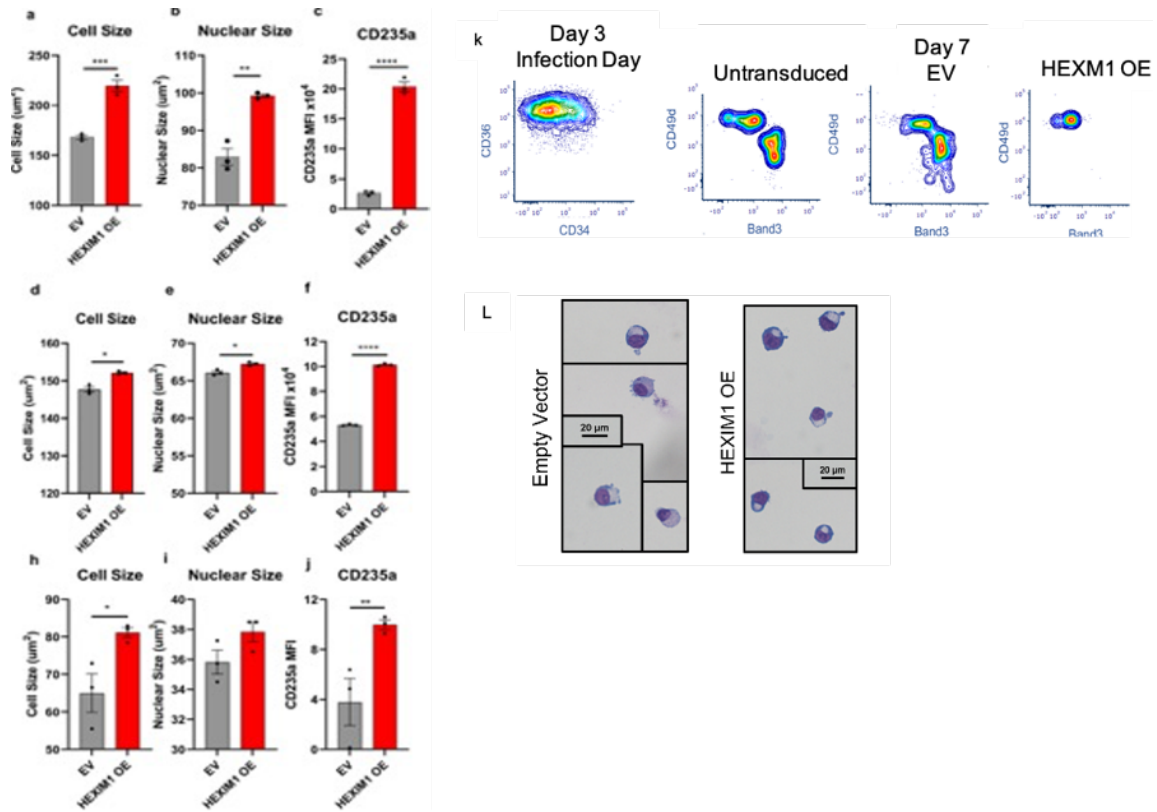 a
Cell Size
b
Nuclear Size
c
CD235a
Cell Size (um²)
250
200
150
100
***
EV
HEXIM1 OE
Nuclear Size (um²)
110
100
90
80
70
**
EV
HEXIM1 OE
CD235a MFI x10⁴
25
20
15
10
5
0
****
EV
HEXIM1 OE
d
Cell Size
e
Nuclear Size
f
CD235a
Cell Size (um²)
160
150
140
130
120
*
EV
HEXIM1 OE
Nuclear Size (um²)
70
65
60
55
50
*
EV
HEXIM1 OE
CD235a MFI x10⁴
12
10
8
6
4
2
0
****
EV
HEXIM1 OE
h
Cell Size
i
Nuclear Size
j
CD235a
Cell Size (um²)
90
80
70
60
50
*
EV
HEXIM1 OE
Nuclear Size (um²)
40
38
36
34
32
30
EV
HEXIM1 OE
CD235a MFI
12
8
4
0
**
EV
HEXIM1 OE
k
Day 3
Infection Day
CD36
CD34
Untransduced
CD49d
Band3
Day 7
EV
CD49d
Band3
HEXM1 OE
CD49d
Band3
L
Empty Vector
20 µm
HEXIM1 OE
20 µm